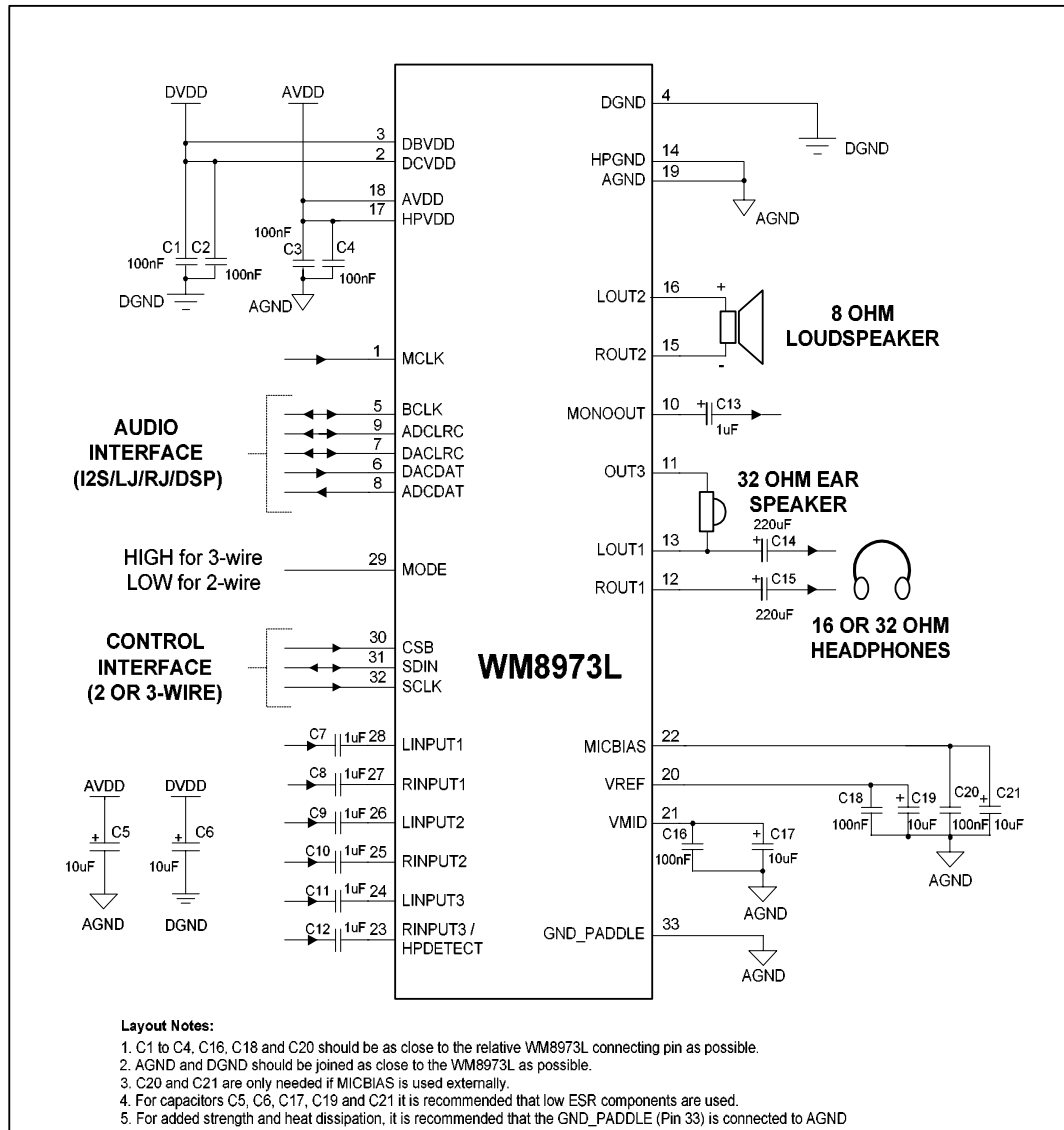 DVDD
AVDD
3 DBVDD
2 DCVDD
18 AVDD
17 HPVDD
100nF
C1
C2
C3
C4
100nF
100nF
100nF
DGND
AGND
1 MCLK
AUDIO
INTERFACE
(I2S/LJ/RJ/DSP)
5 BCLK
9 ADCLRC
7 DACLRC
6 DACDAT
8 ADCDAT
HIGH for 3-wire
LOW for 2-wire
29 MODE
CONTROL
INTERFACE
(2 OR 3-WIRE)
30 CSB
31 SDIN
32 SCLK
C7 1uF 28 LINPUT1
C8 1uF 27 RINPUT1
C9 1uF 26 LINPUT2
C10 1uF 25 RINPUT2
C11 1uF 24 LINPUT3
C12 1uF 23 RINPUT3 /
HPDETECT
AVDD
DVDD
+ C5
+ C6
10uF
10uF
AGND
DGND
WM8973L
DGND 4
DGND
HPGND 14
AGND 19
AGND
LOUT2 16
+
ROUT2 15
-
8 OHM
LOUDSPEAKER
MONOOUT 10 + C13
1uF
OUT3 11
32 OHM EAR
SPEAKER
220uF
LOUT1 13 + C14
ROUT1 12 + C15
220uF
16 OR 32 OHM
HEADPHONES
MICBIAS 22
VREF 20
C18 + C19 C20 + C21
100nF 10uF 100nF 10uF
AGND
VMID 21
C16 + C17
100nF 10uF
AGND
GND_PADDLE 33
AGND
Layout Notes:
1. C1 to C4, C16, C18 and C20 should be as close to the relative WM8973L connecting pin as possible.
2. AGND and DGND should be joined as close to the WM8973L as possible.
3. C20 and C21 are only needed if MICBIAS is used externally.
4. For capacitors C5, C6, C17, C19 and C21 it is recommended that low ESR components are used.
5. For added strength and heat dissipation, it is recommended that the GND_PADDLE (Pin 33) is connected to AGND